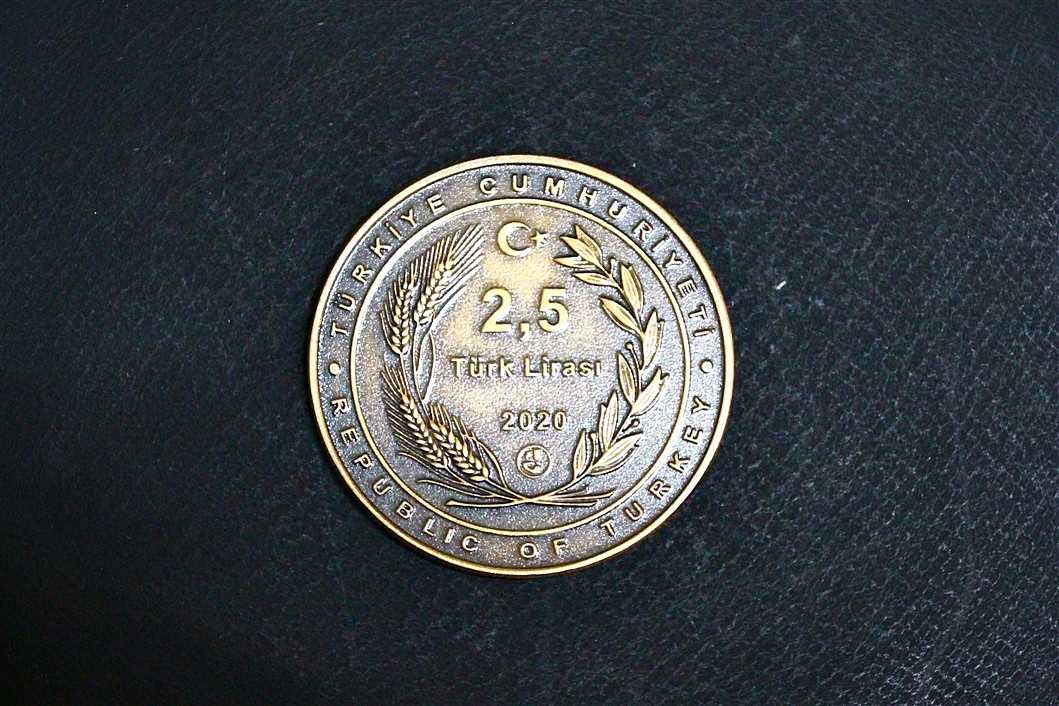 TÜRKİYE CUMHURİYETİ
2,5
Türk Lirası
2020
REPUBLIC OF TURKEY